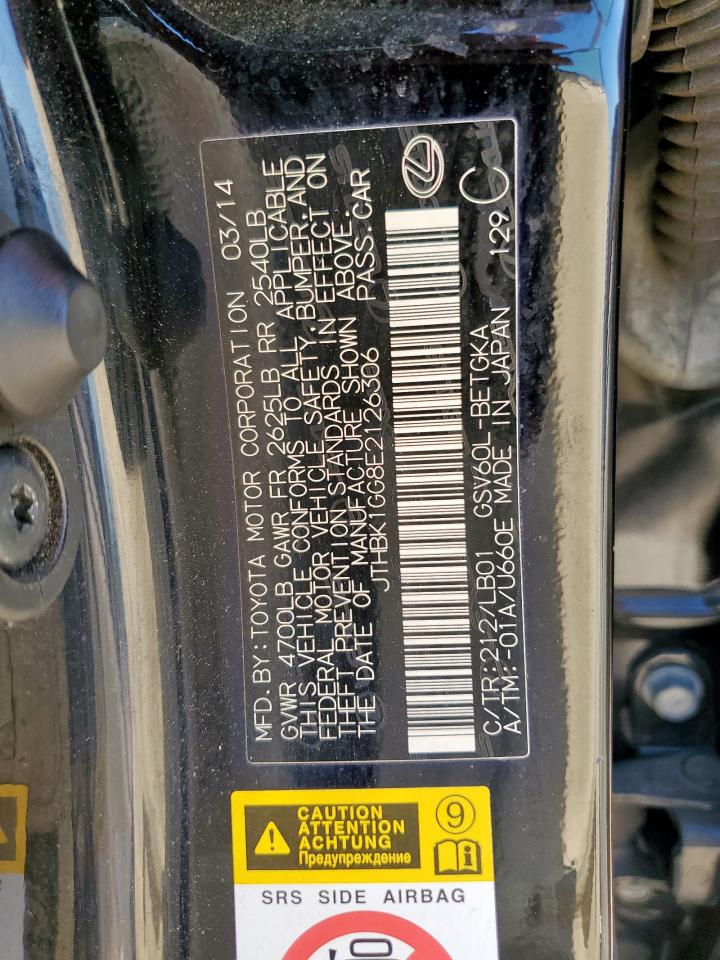 MFD.BY:TOYOTA MOTOR CORPORATION 03/14
GVWR 4700LB GAWR FR 2625LB RR 2540LB
THIS VEHICLE CONFORMS TO ALL APPLICABLE
FEDERAL MOTOR VEHICLE SAFETY,BUMPER,AND
THEFT PREVENTION STANDARDS IN EFFECT ON
THE DATE OF MANUFACTURE SHOWN ABOVE.
JTHBK1GG8E2126306 PASS.CAR
C/TR:212/LB01 GSV60L-BETGKA
A/TM:-01A/U660E MADE IN JAPAN 129 C
CAUTION
ATTENTION
ACHTUNG
Предупреждение
9
i
SRS SIDE AIRBAG